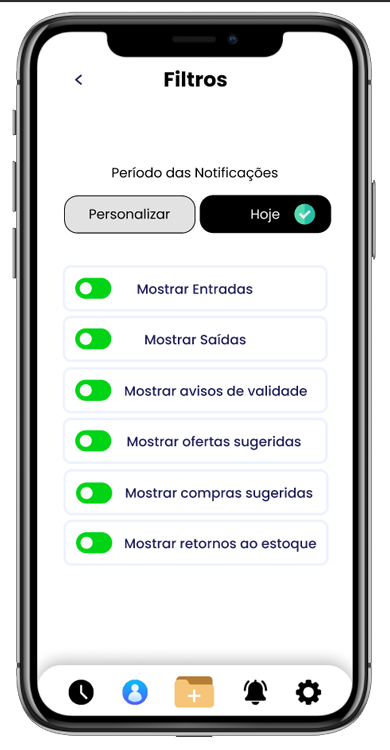 Filtros
Período das Notificações
Personalizar
Hoje
Mostrar Entradas
Mostrar Saídas
Mostrar avisos de validade
Mostrar ofertas sugeridas
Mostrar compras sugeridas
Mostrar retornos ao estoque